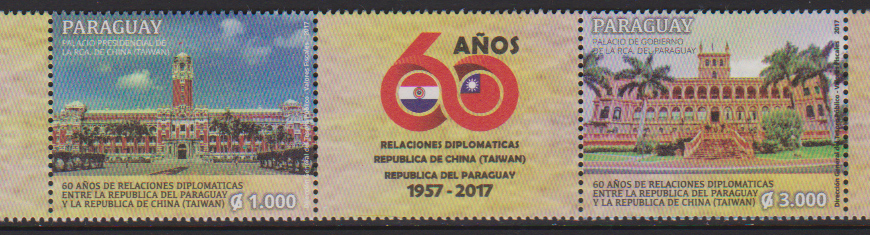 PARAGUAY
PALACIO PRESIDENCIAL DE
LA RCA. DE CHINA (TAIWAN)
60 AÑOS DE RELACIONES DIPLOMATICAS
ENTRE LA REPUBLICA DEL PARAGUAY
Y LA REPUBLICA DE CHINA (TAIWAN)
₲ 1.000
2017
60 AÑOS
RELACIONES DIPLOMATICAS
REPUBLICA DE CHINA (TAIWAN)
REPUBLICA DEL PARAGUAY
1957 - 2017
PARAGUAY
PALACIO DE GOBIERNO
DE LA RCA. DEL PARAGUAY
60 AÑOS DE RELACIONES DIPLOMATICAS
ENTRE LA REPUBLICA DEL PARAGUAY
Y LA REPUBLICA DE CHINA (TAIWAN)
₲ 3.000
2017